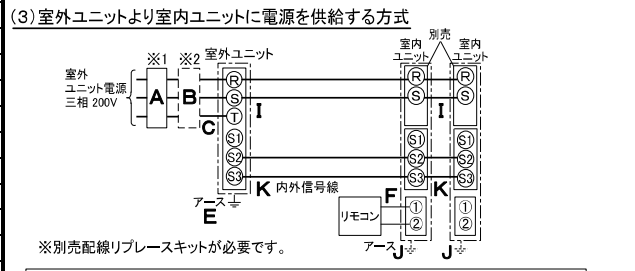 (3)室外ユニットより室内ユニットに電源を供給する方式
別売
※1 ※2 室外ユニット
室内
ユニット
室内
ユニット
室外
ユニット電源
三相 200V
A B
C
R
S
T
S1
S2
S3
I
R
S
S1
S2
S3
I
R
S
S1
S2
S3
K 内外信号線
K
アース
E
F
リモコン
①
②
①
②
アース J
J
※別売配線リプレースキットが必要です。